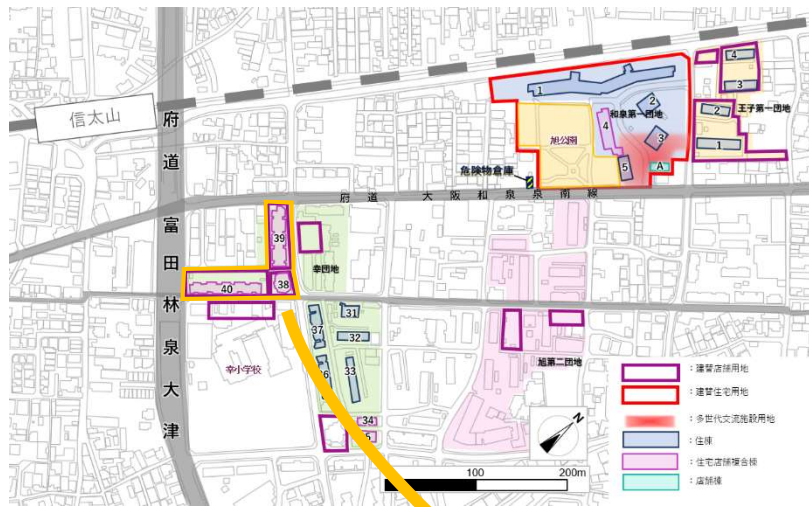 信太山
府道富田林泉大津
1
2
和泉第一団地
3
4
5
A
旭公園
危険物倉庫
4
3
2
王子第一団地
1
府道大阪和泉泉南線
39
幸団地
38
40
31
37
32
33
36
34
幸小学校
旭第二団地
N
100
200m
:建替店舗用地
:建替住宅用地
:多世代交流施設用地
:住棟
:住宅店舗複合棟
:店舗棟